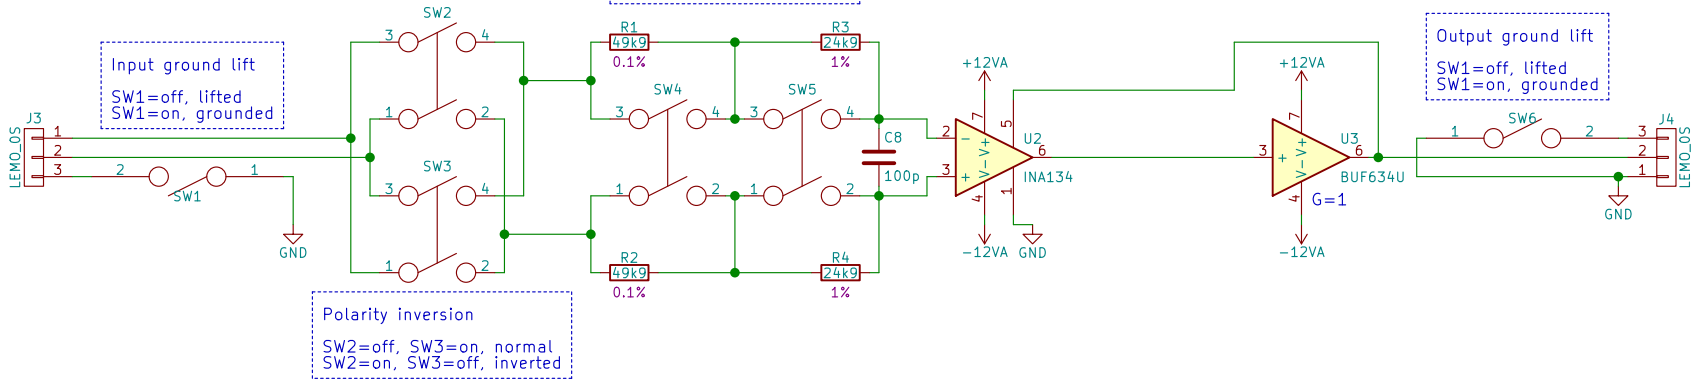 Input ground lift
SW1=off, lifted
SW1=on, grounded
J3
LEMO_0S
1
2
3
2
1
SW1
GND
SW2
3
4
1
2
SW3
3
4
1
2
Polarity inversion
SW2=off, SW3=on, normal
SW2=on, SW3=off, inverted
R1
49k9
0.1%
R3
24k9
1%
SW4
3
4
1
2
SW5
3
4
1
2
R2
49k9
0.1%
R4
24k9
1%
C8
100p
+12VA
7
5
2
3
-
+
V+
V-
6
4
1
U2
INA134
-12VA
GND
+12VA
7
3
+
V+
V-
6
4
U3
BUF634U
G=1
-12VA
Output ground lift
SW1=off, lifted
SW1=on, grounded
SW6
1
2
J4
LEMO_0S
3
2
1
GND